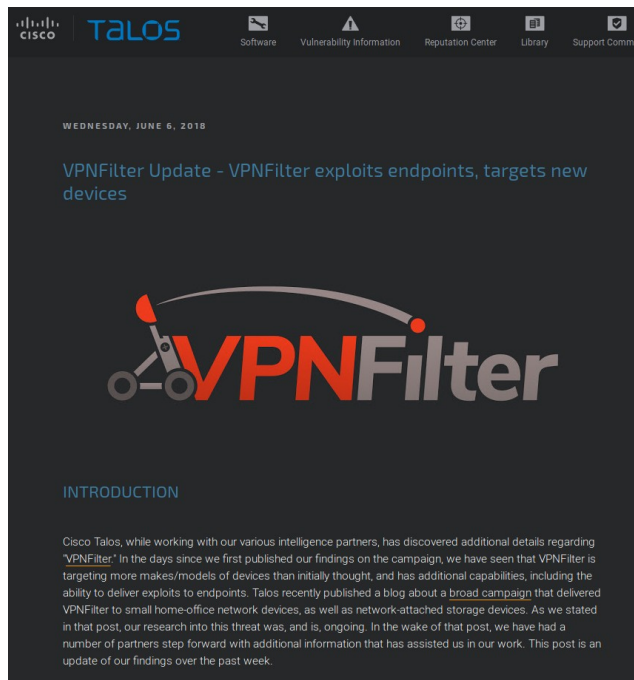 CISCO
TALOS
Software
Vulnerability Information
Reputation Center
Library
Support Comm
WEDNESDAY, JUNE 6, 2018
VPNFilter Update - VPNFilter exploits endpoints, targets new
devices
VPNFilter
INTRODUCTION
Cisco Talos, while working with our various intelligence partners, has discovered additional details regarding
"VPNFilter." In the days since we first published our findings on the campaign, we have seen that VPNFilter is
targeting more makes/models of devices than initially thought, and has additional capabilities, including the
ability to deliver exploits to endpoints. Talos recently published a blog about a broad campaign that delivered
VPNFilter to small home-office network devices, as well as network-attached storage devices. As we stated
in that post, our research into this threat was, and is, ongoing. In the wake of that post, we have had a
number of partners step forward with additional information that has assisted us in our work. This post is an
update of our findings over the past week.